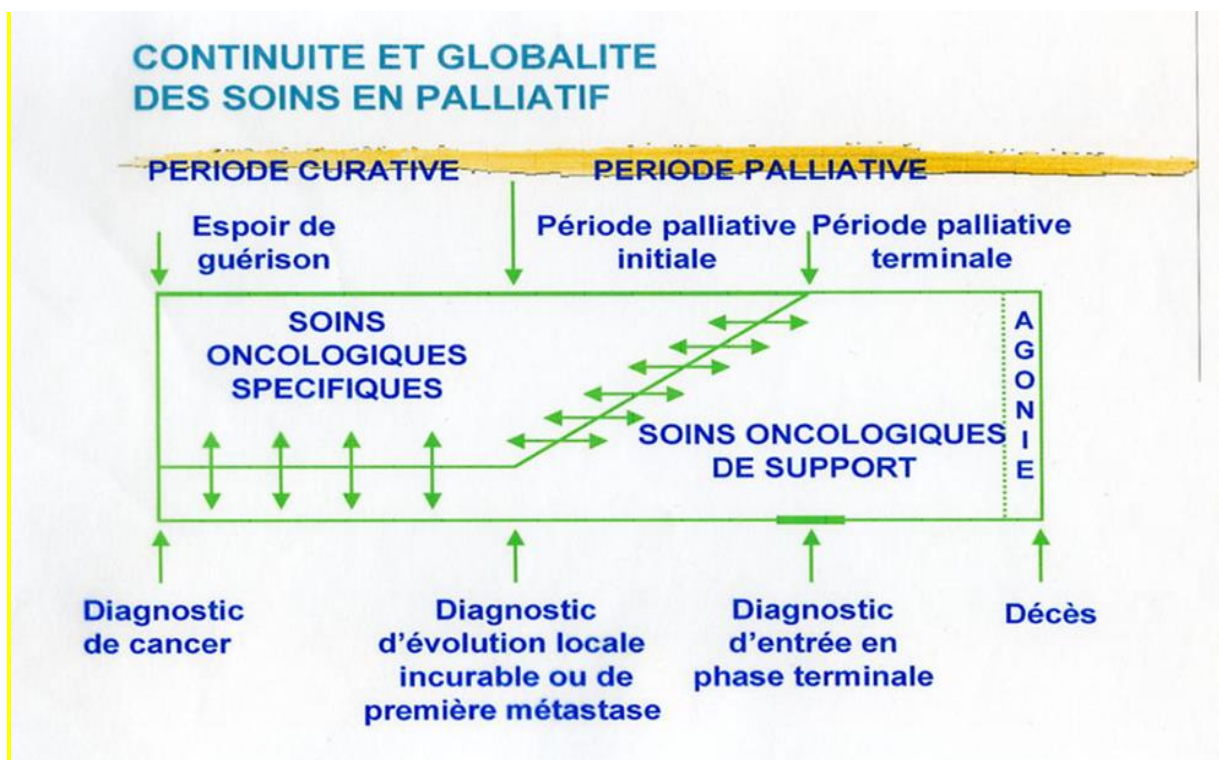 CONTINUITE ET GLOBALITE
DES SOINS EN PALLIATIF
PERIODE CURATIVE
PERIODE PALLIATIVE
Espoir de
guérison
Période palliative
initiale
Période palliative
terminale
SOINS
ONCOLOGIQUES
SPECIFIQUES
SOINS ONCOLOGIQUES
DE SUPPORT
AGONIE
Diagnostic
de cancer
Diagnostic
d'évolution locale
incurable ou de
première métastase
Diagnostic
d'entrée en
phase terminale
Décès